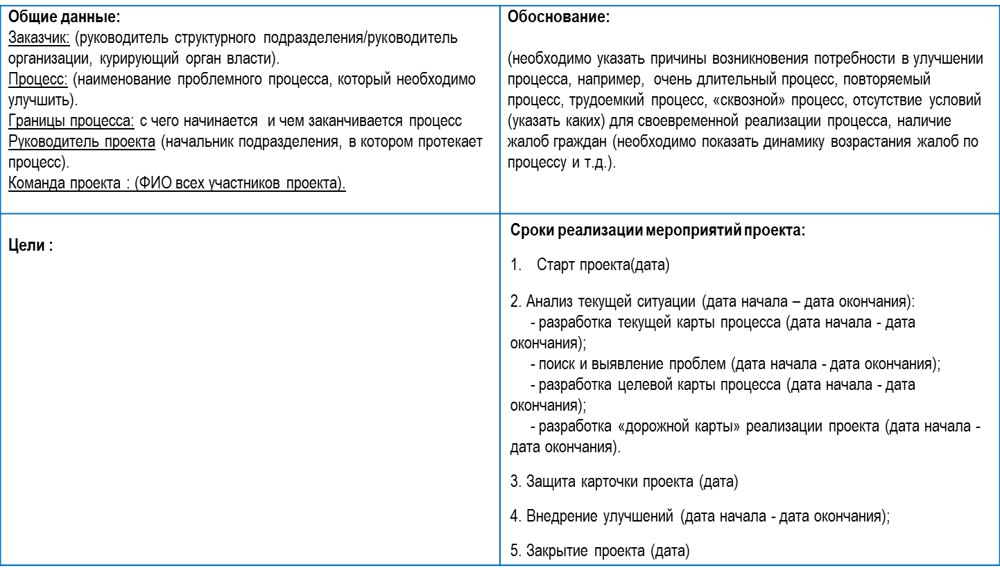 Общие данные:
Заказчик: (руководитель структурного подразделения/руководитель
организации, курирующий орган власти).
Процесс: (наименование проблемного процесса, который необходимо
улучшить).
Границы процесса: с чего начинается и чем заканчивается процесс
Руководитель проекта (начальник подразделения, в котором протекает
процесс).
Команда проекта : (ФИО всех участников проекта).
Обоснование:
(необходимо указать причины возникновения потребности в улучшении
процесса, например, очень длительный процесс, повторяемый
процесс, трудоемкий процесс, «сквозной» процесс, отсутствие условий
(указать каких) для своевременной реализации процесса, наличие
жалоб граждан (необходимо показать динамику возрастания жалоб по
процессу и т.д.).
Цели :
Сроки реализации мероприятий проекта:
1. Старт проекта(дата)
2. Анализ текущей ситуации (дата начала – дата окончания):
- разработка текущей карты процесса (дата начала - дата
окончания);
- поиск и выявление проблем (дата начала - дата окончания);
- разработка целевой карты процесса (дата начала - дата
окончания);
- разработка «дорожной карты» реализации проекта (дата начала -
дата окончания).
3. Защита карточки проекта (дата)
4. Внедрение улучшений (дата начала - дата окончания);
5. Закрытие проекта (дата)